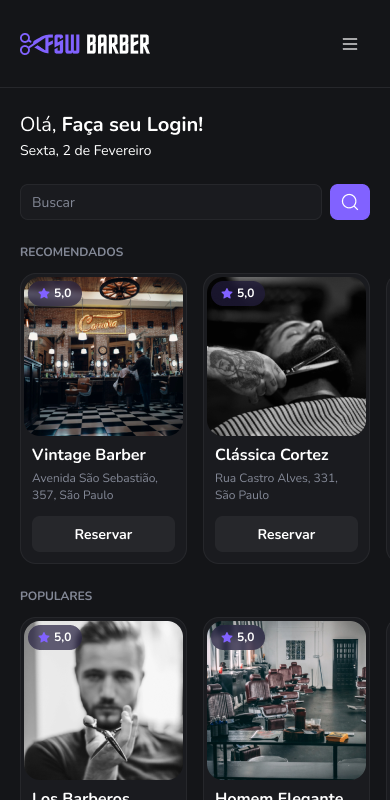 FSW BARBER
Olá, Faça seu Login!
Sexta, 2 de Fevereiro
Buscar
RECOMENDADOS
5,0
5,0
Vintage Barber
Clássica Cortez
Avenida São Sebastião,
357, São Paulo
Rua Castro Alves, 331,
São Paulo
Reservar
Reservar
POPULARES
5,0
5,0
Los Barberos
Homem Elegante